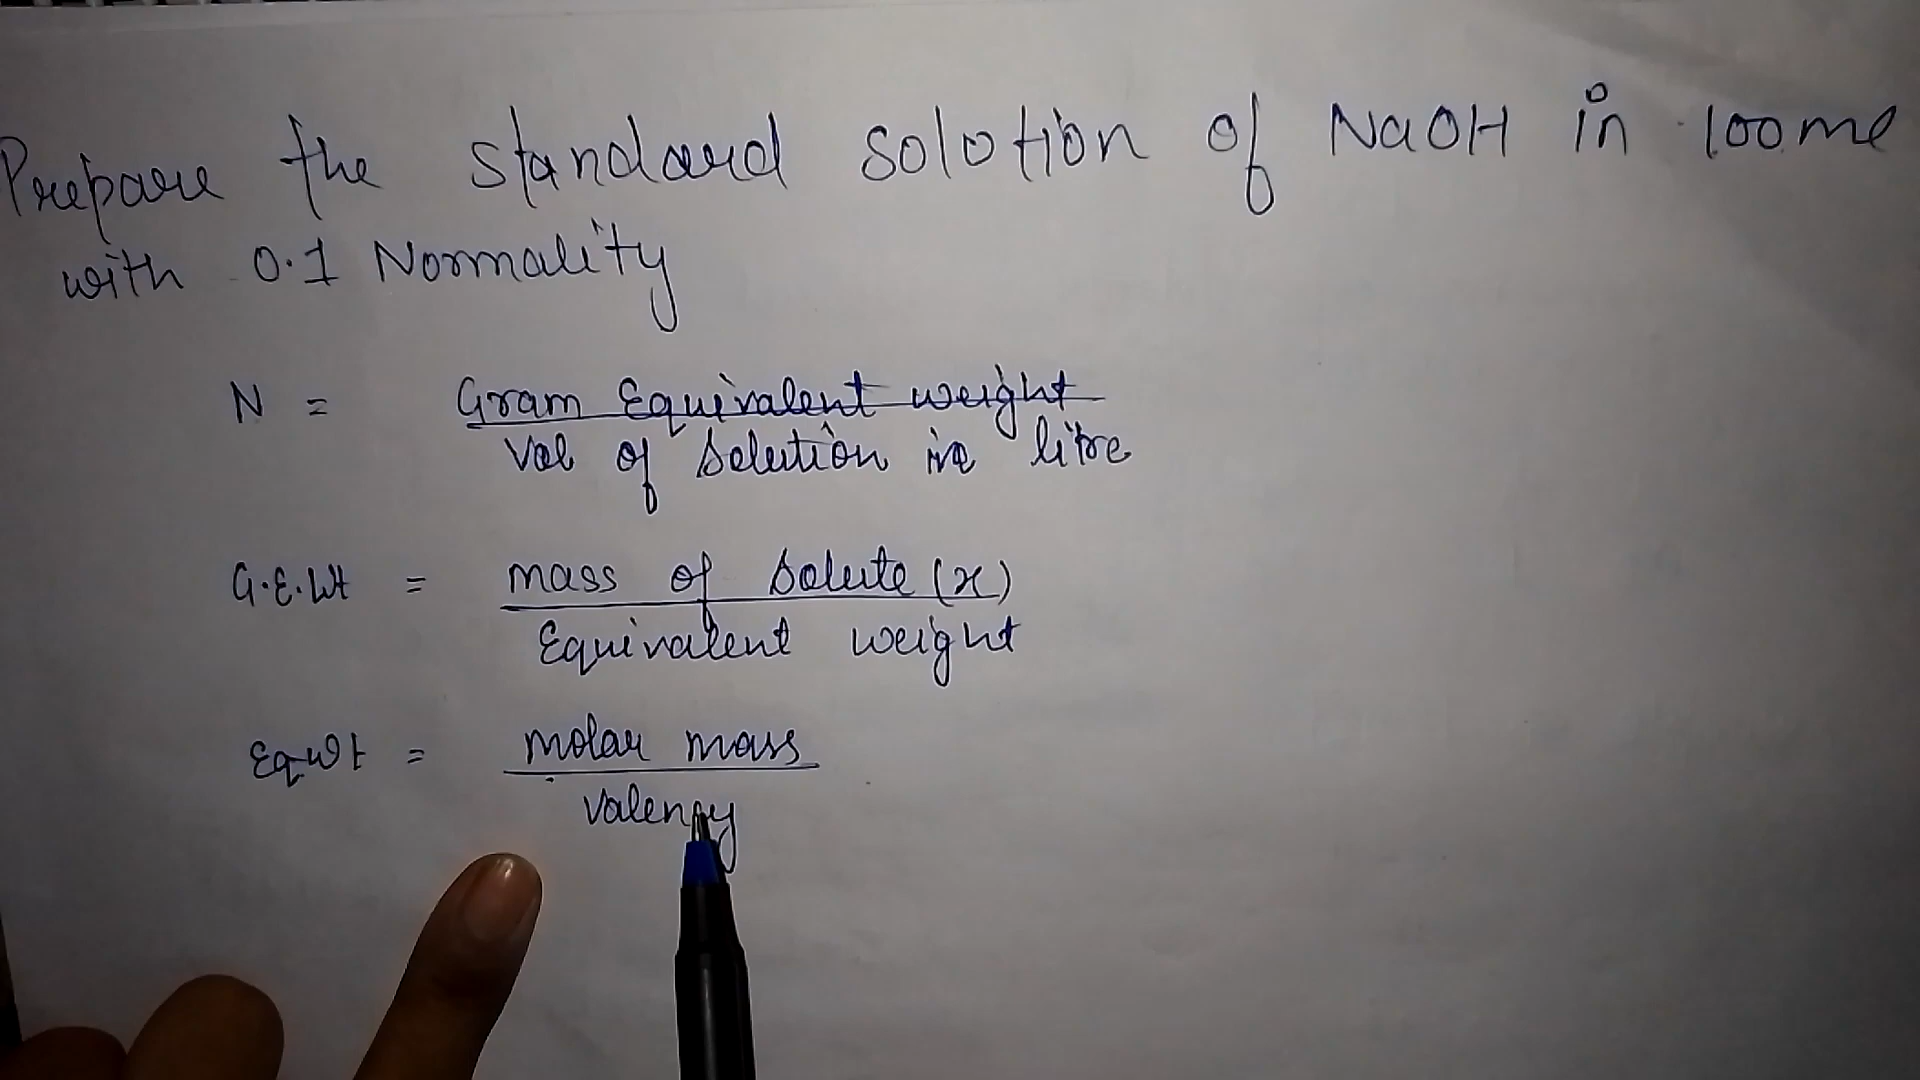 Prepare the standard solotion of NaOH in 100ml
with 0.1 Normality
N = Gram Equivalent weight
Vol of solution in litre
G.E.Wt = mass of solute (x)
Equivalent weight
Eq wt = molar mass
Valency